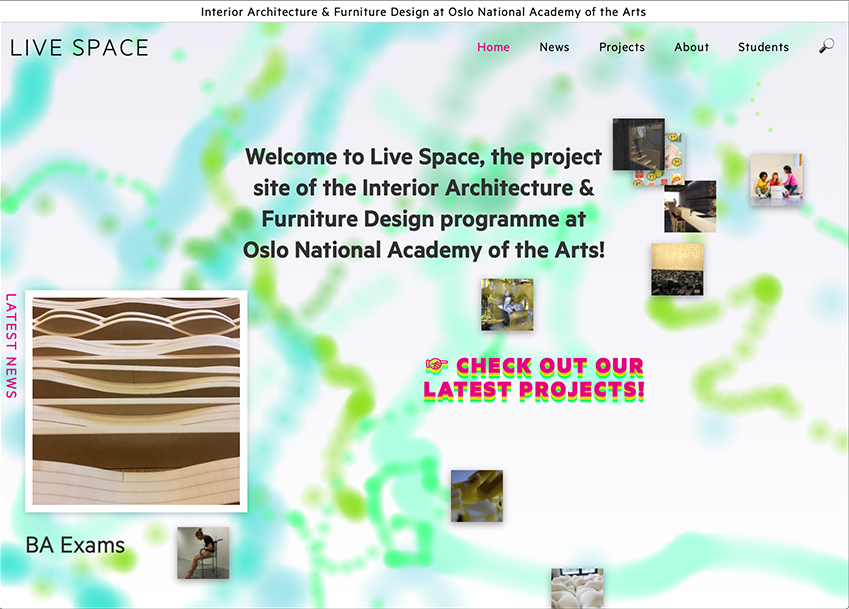 Interior Architecture & Furniture Design at Oslo National Academy of the Arts
LIVE SPACE
Home News Projects About Students
Welcome to Live Space, the project
site of the Interior Architecture &
Furniture Design programme at
Oslo National Academy of the Arts!
LATEST NEWS
CHECK OUT OUR
LATEST PROJECTS!
BA Exams